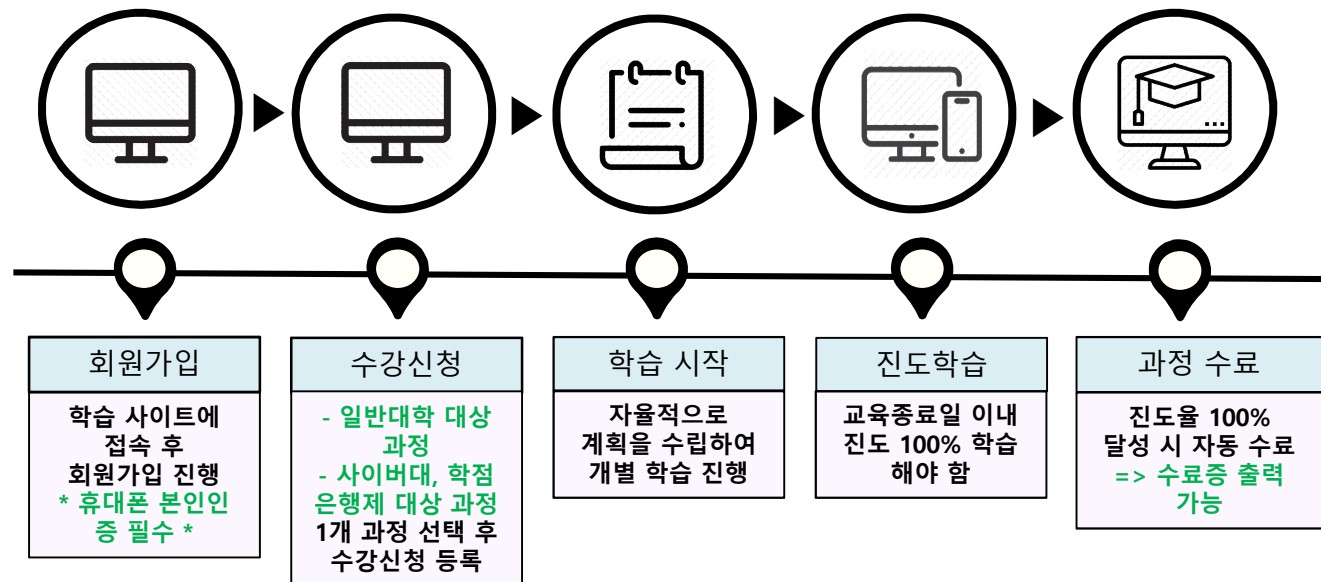 회원가입
학습 사이트에
접속 후
회원가입 진행
* 휴대폰 본인인
증 필수 *
수강신청
- 일반대학 대상
과정
- 사이버대, 학점
은행제 대상 과정
1개 과정 선택 후
수강신청 등록
학습 시작
자율적으로
계획을 수립하여
개별 학습 진행
진도학습
교육종료일 이내
진도 100% 학습
해야 함
과정 수료
진도율 100%
달성 시 자동 수료
=> 수료증 출력
가능